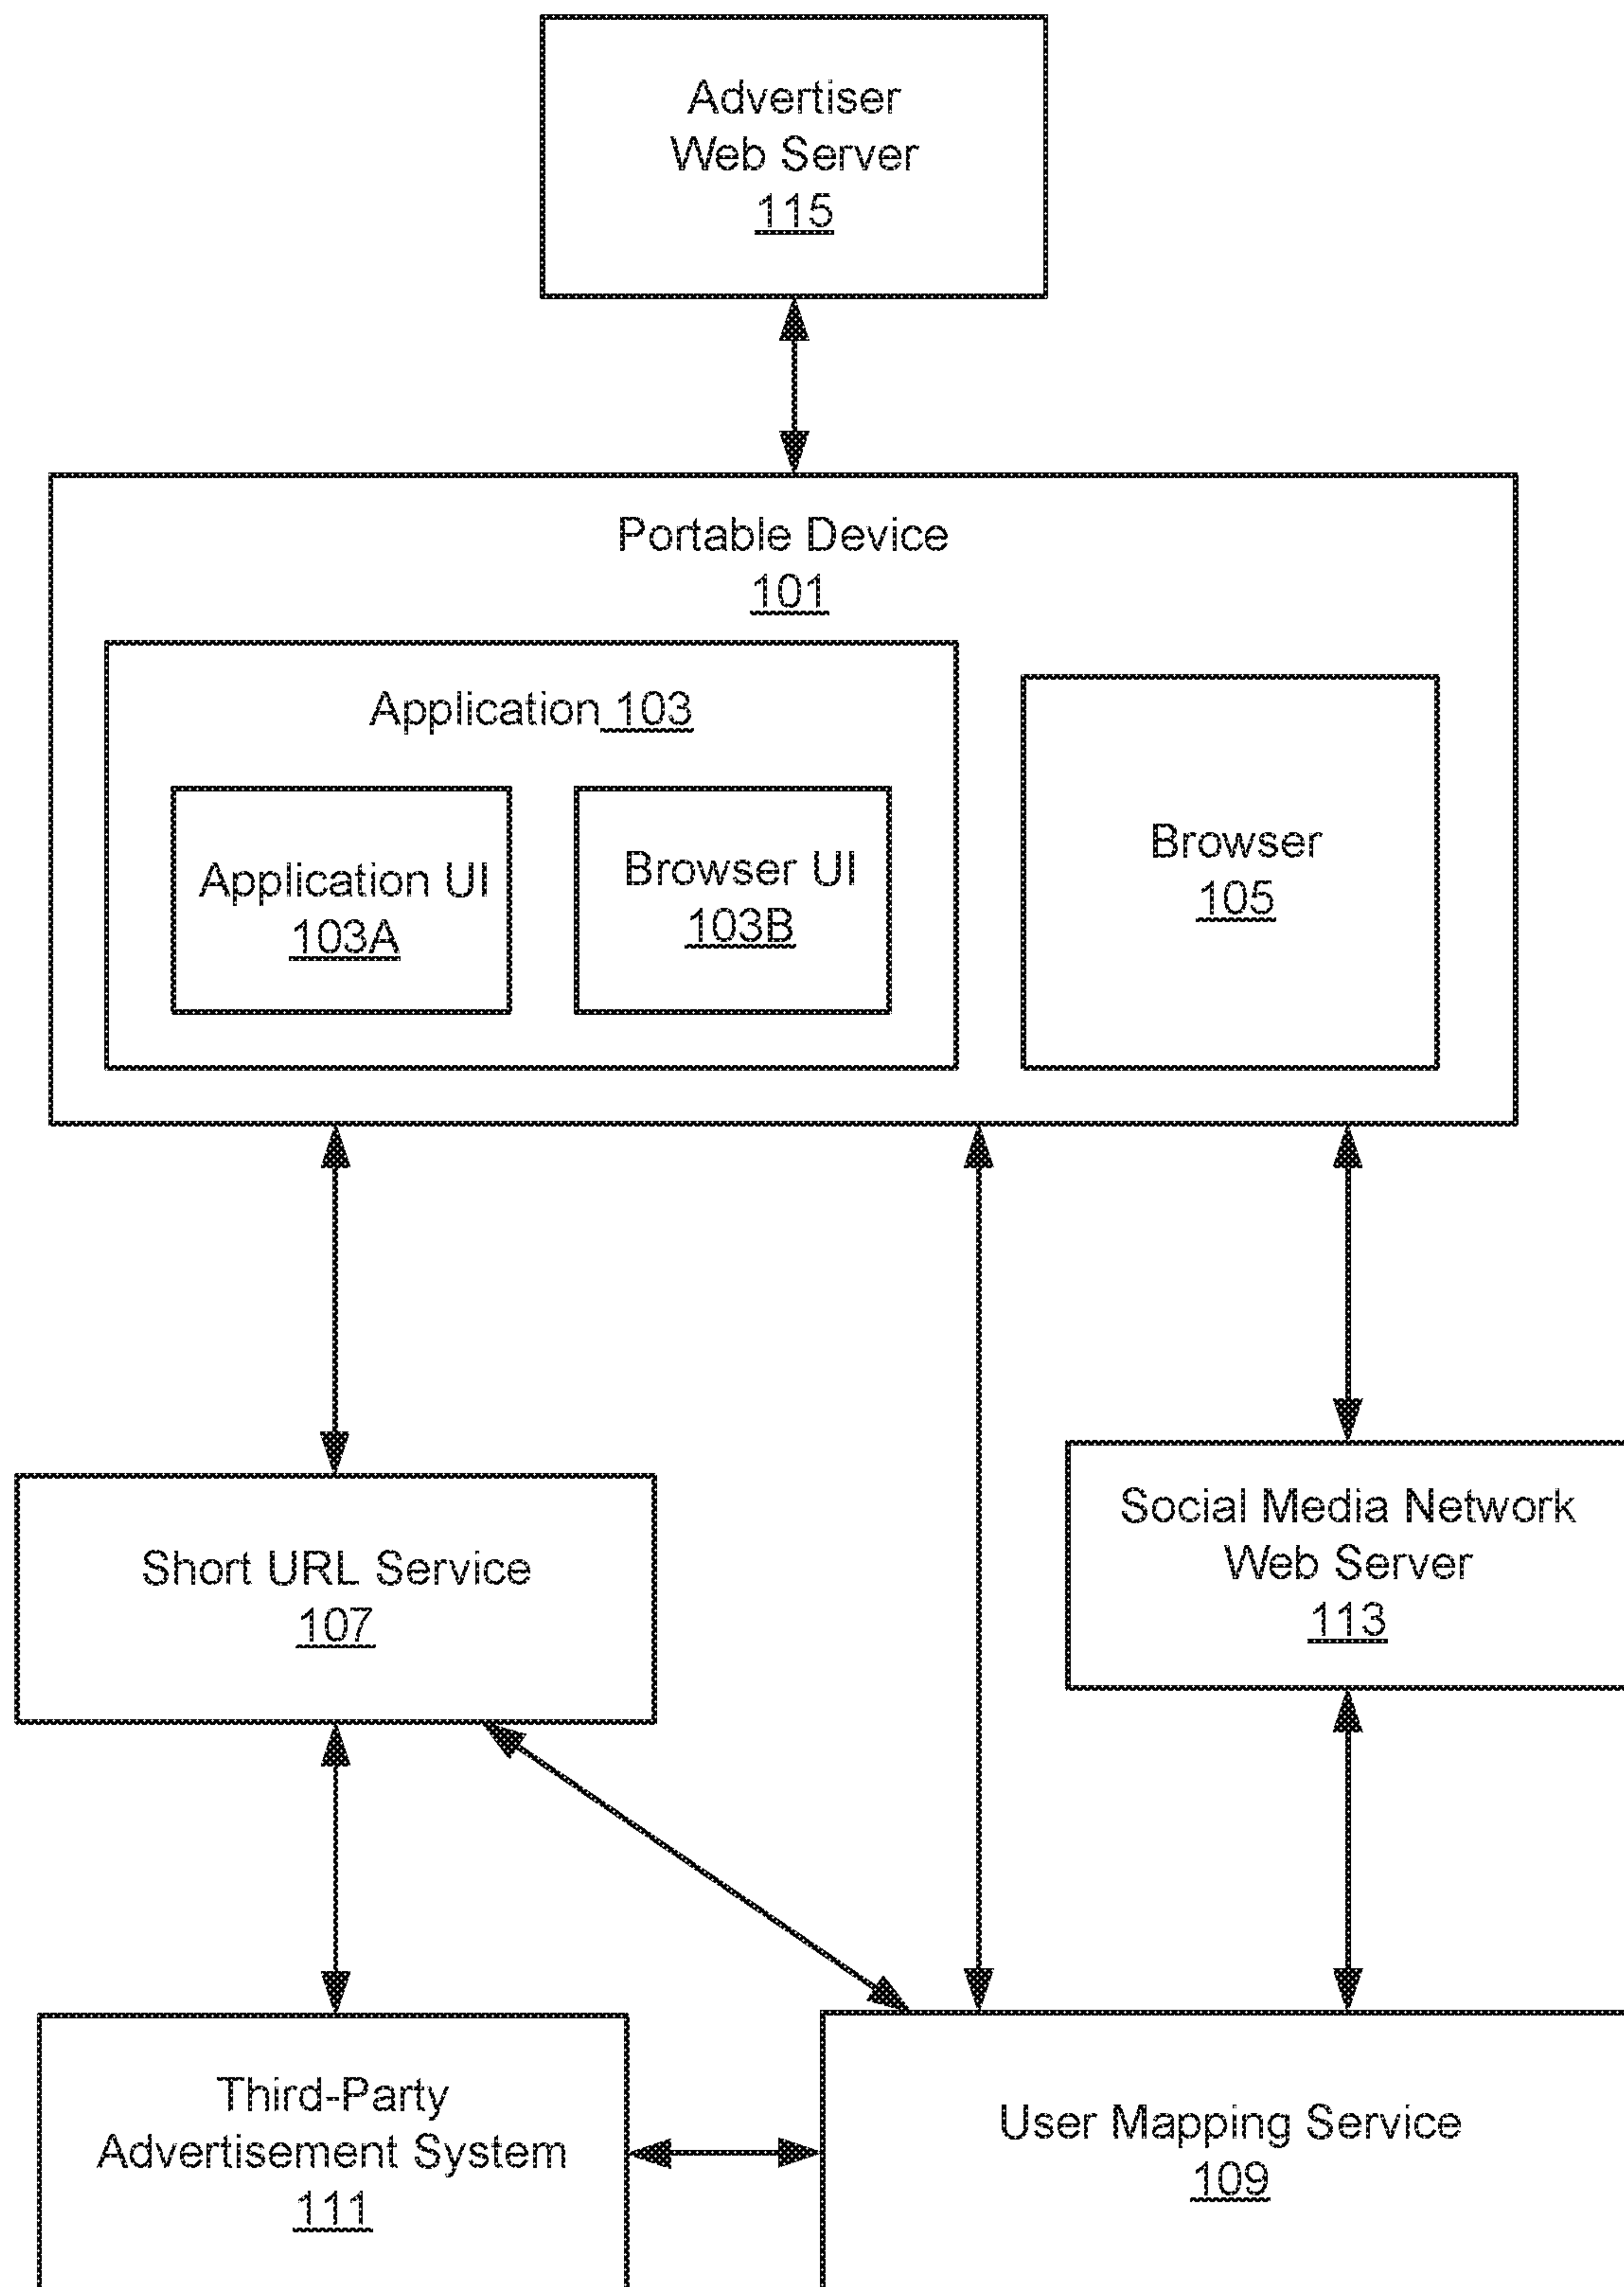 Advertiser
Web Server
115
Portable Device
101
Application 103
Application UI
103A
Browser UI
103B
Browser
105
Short URL Service
107
Social Media Network
Web Server
113
Third-Party
Advertisement System
111
User Mapping Service
109